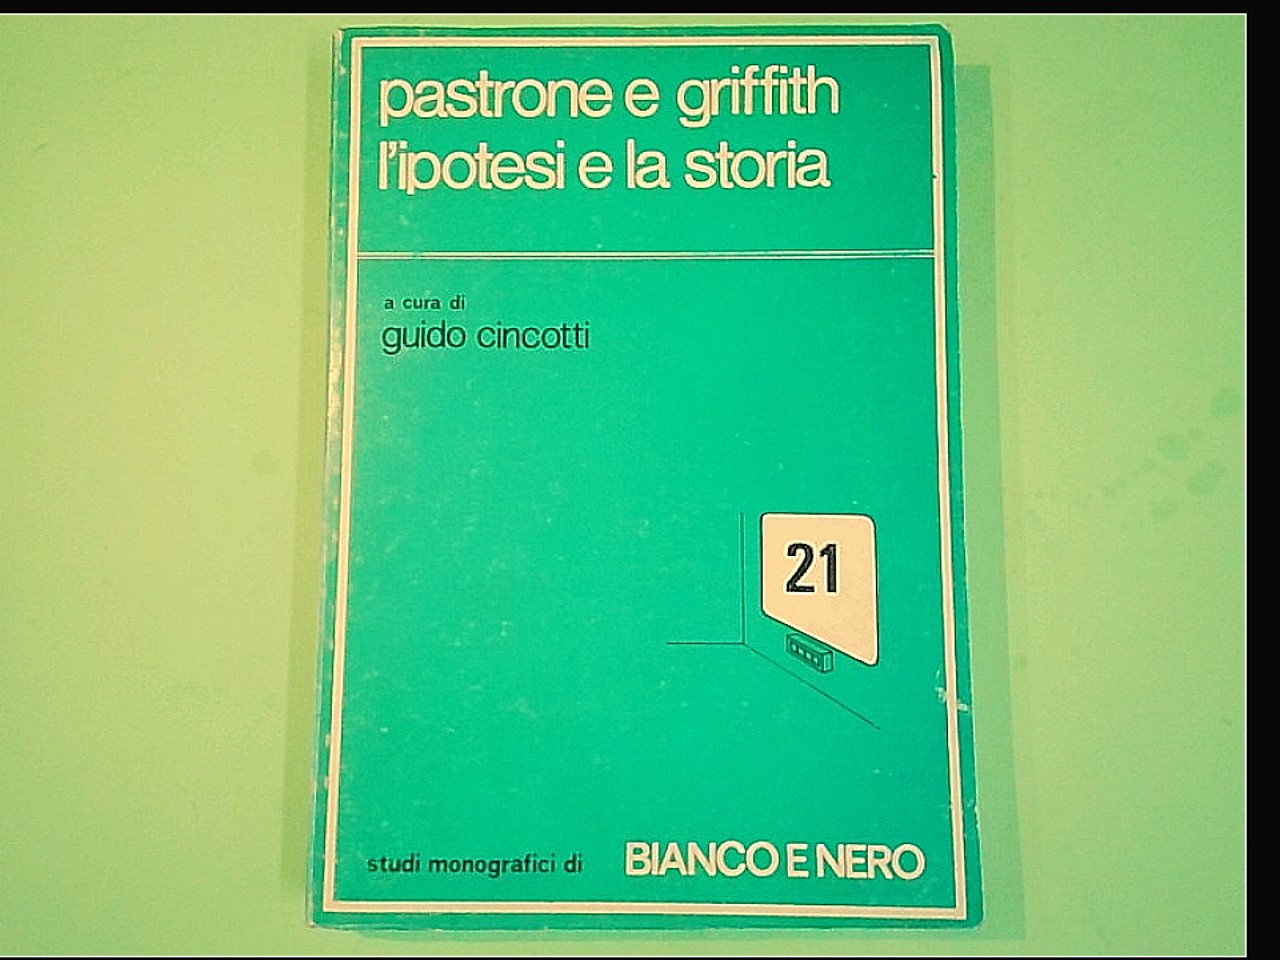 pastrone e griffith
l'ipotesi e la storia
a cura di
guido cincotti
21
studi monografici di BIANCO E NERO